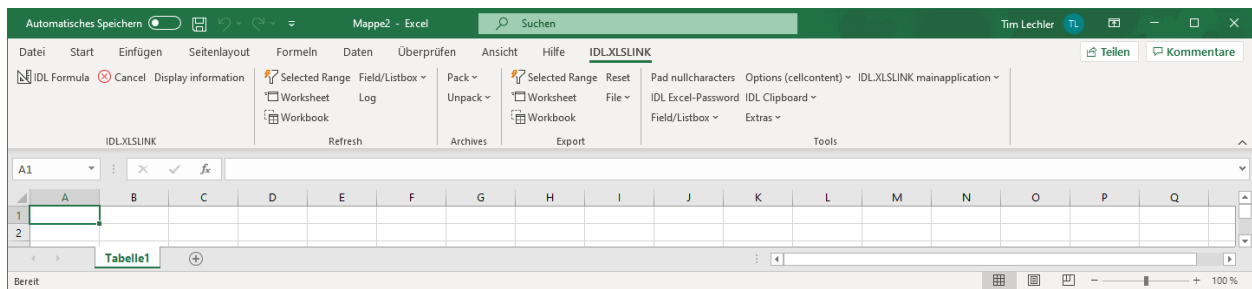 Automatisches Speichern Mappe2 - Excel Suchen Tim Lechler TL
Datei Start Einfügen Seitenlayout Formeln Daten Überprüfen Ansicht Hilfe IDL.XLSLINK Teilen Kommentare
IDL Formula Cancel Display information Selected Range Field/Listbox Pack Selected Range Reset Pad nullcharacters Options (cellcontent) IDL.XLSLINK mainapplication
Worksheet Log Unpack Worksheet File IDL Excel-Password IDL Clipboard
Workbook Workbook Field/Listbox Extras
IDL.XLSLINK Refresh Archives Export Tools
A1 fx
A B C D E F G H I J K L M N O P Q
1
2
Tabelle1
Bereit 100 %